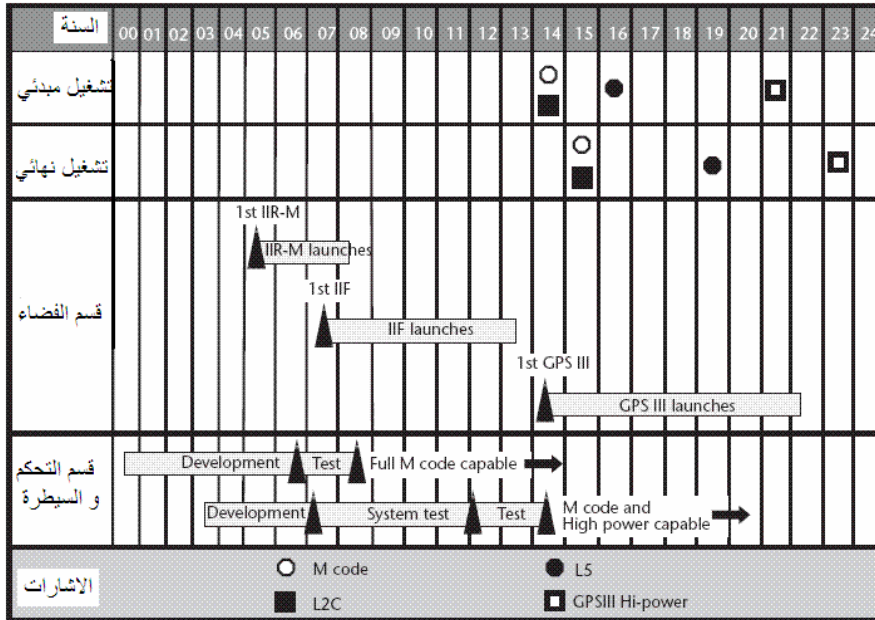 السنة
00 01 02 03 04 05 06 07 08 09 10 11 12 13 14 15 16 17 18 19 20 21 22 23 24
تشغيل مبدئي
تشغيل نهائي
1st IIR-M
IIR-M launches
1st IIF
قسم الفضاء
IIF launches
1st GPS III
GPS III launches
قسم التحكم
و السيطرة
Development Test Full M code capable
Development System test Test M code and
High power capable
الاشارات
M code L5
L2C GPSIII Hi-power